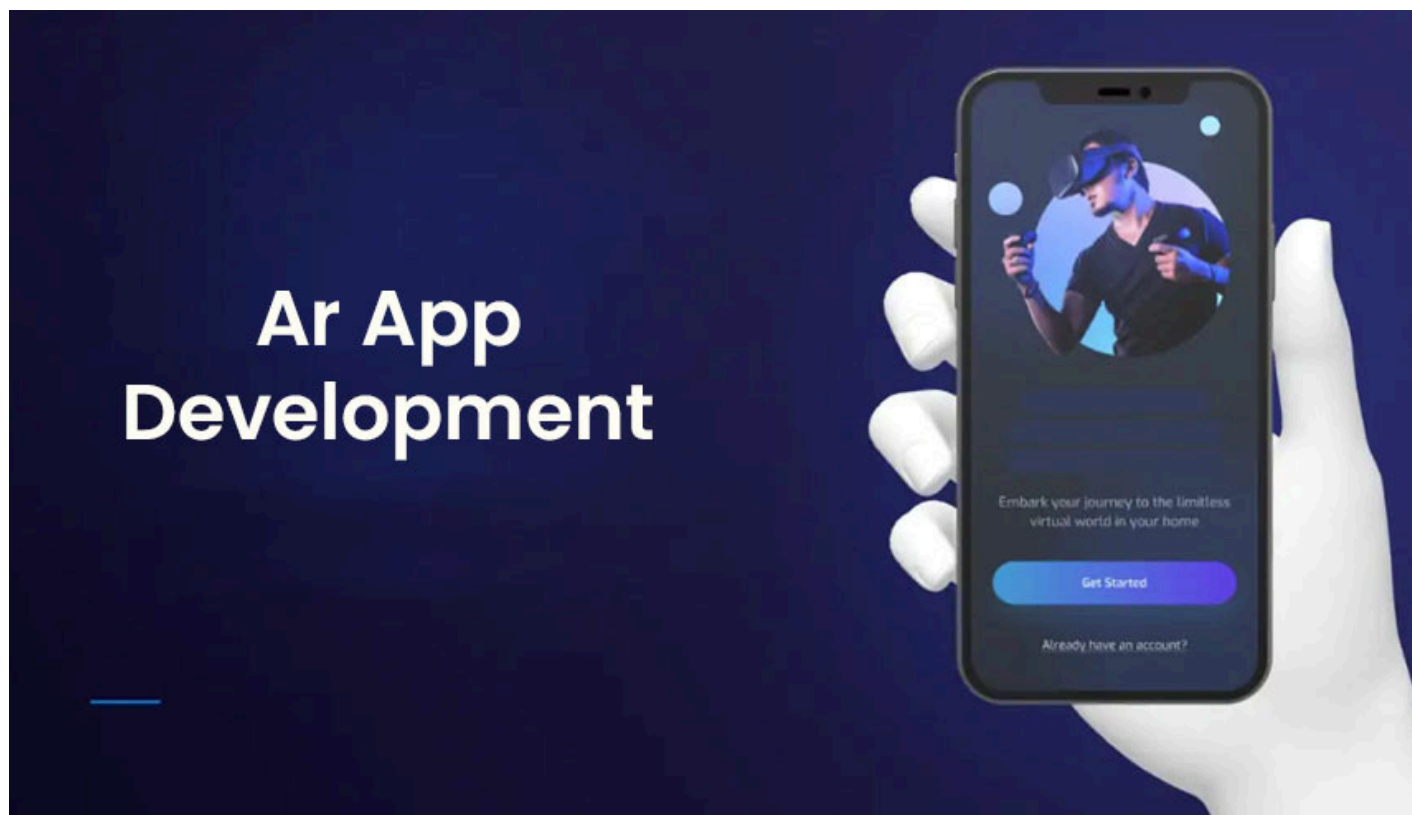 Ar App
Development
Embark your journey to the limitless
virtual world in your home
Get Started
Already have an account?